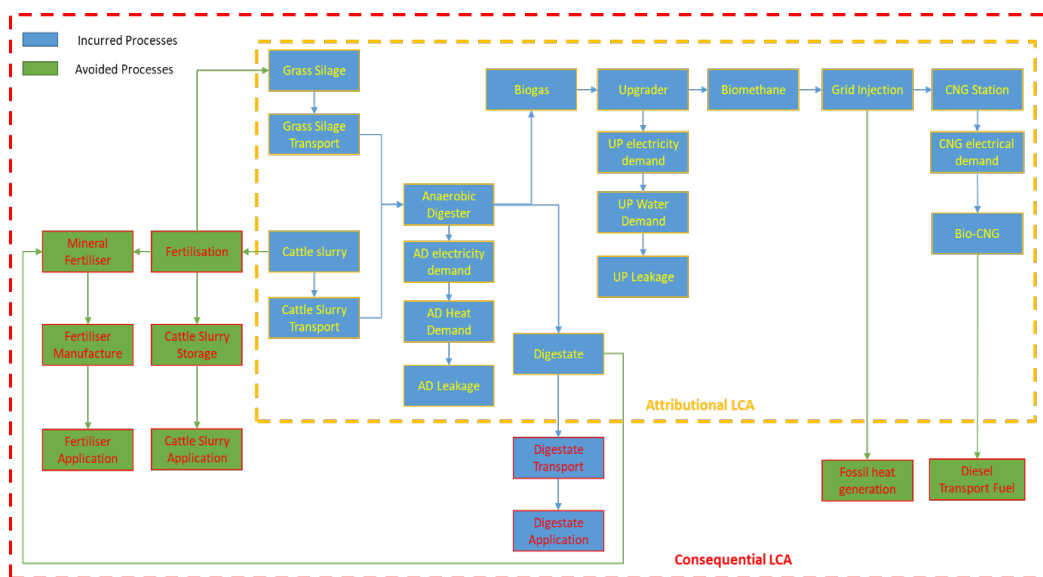 Incurred Processes
Avoided Processes
Grass Silage
Grass Silage
Transport
Biogas
Upgrader
Biomethane
Grid Injection
CNG Station
UP electricity
demand
CNG electrical
demand
Anaerobic
Digester
UP Water
Demand
Mineral
Fertiliser
Fertilisation
Cattle slurry
AD electricity
demand
Bio-CNG
UP Leakage
Cattle Slurry
Transport
AD Heat
Demand
Fertiliser
Manufacture
Cattle Slurry
Storage
Digestate
AD Leakage
Attributional LCA
Fertiliser
Application
Cattle Slurry
Application
Digestate
Transport
Fossil heat
generation
Diesel
Transport Fuel
Digestate
Application
Consequential LCA